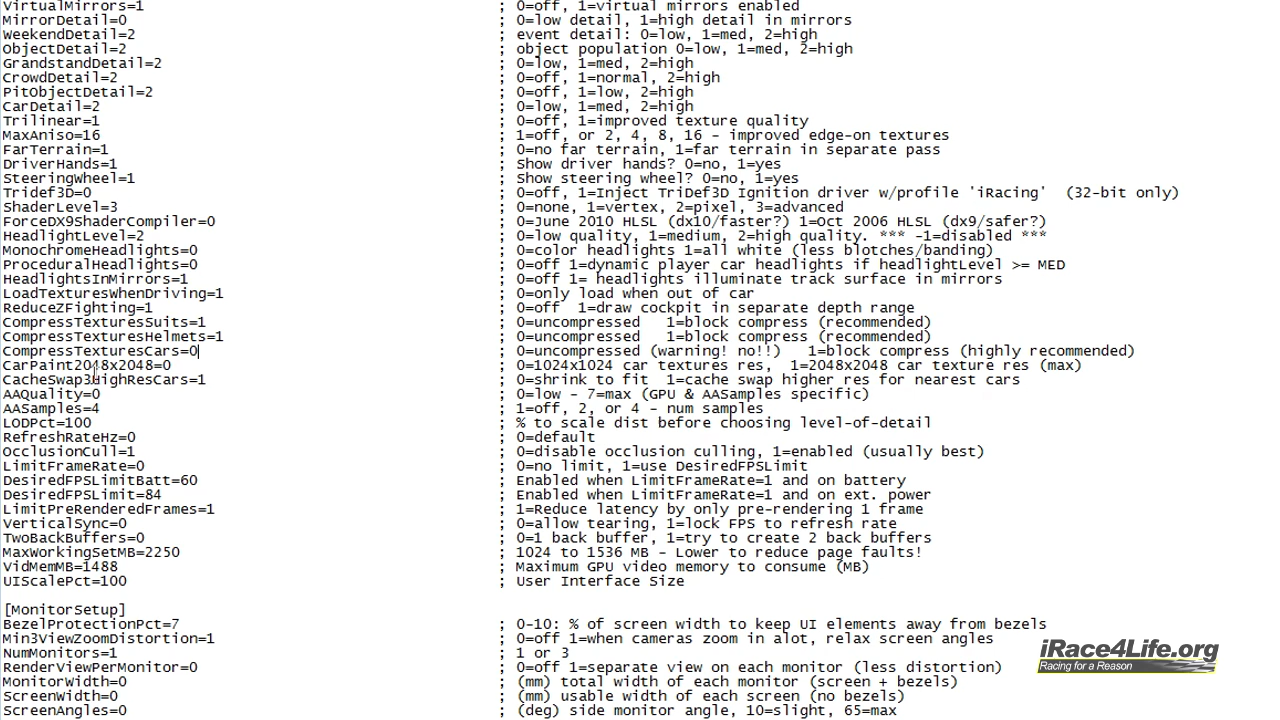 VirtualMirrors=1 ; 0=off, 1=virtual mirrors enabled
MirrorDetail=0 ; 0=low detail, 1=high detail in mirrors
WeekendDetail=2 ; event detail: 0=low, 1=med, 2=high
ObjectDetail=2 ; object population 0=low, 1=med, 2=high
GrandstandDetail=2 ; 0=low, 1=med, 2=high
CrowdDetail=2 ; 0=off, 1=normal, 2=high
PitObjectDetail=2 ; 0=off, 1=low, 2=high
CarDetail=2 ; 0=low, 1=med, 2=high
Trilinear=1 ; 0=off, 1=improved texture quality
MaxAniso=16 ; 1=off, or 2, 4, 8, 16 - improved edge-on textures
FarTerrain=1 ; 0=no far terrain, 1=far terrain in separate pass
DriverHands=1 ; Show driver hands? 0=no, 1=yes
SteeringWheel=1 ; Show steering wheel? 0=no, 1=yes
Tridef3D=0 ; 0=off, 1=Inject TriDef3D Ignition driver w/profile 'iRacing' (32-bit only)
ShaderLevel=3 ; 0=none, 1=vertex, 2=pixel, 3=advanced
ForceDX9ShaderCompiler=0 ; 0=June 2010 HLSL (dx10/faster?) 1=Oct 2006 HLSL (dx9/safer?)
HeadlightLevel=2 ; 0=low quality, 1=medium, 2=high quality. *** -1=disabled ***
MonochromeHeadlights=0 ; 0=color headlights 1=all white (less blotches/banding)
ProceduralHeadlights=0 ; 0=off 1=dynamic player car headlights if headlightLevel >= MED
HeadlightsInMirrors=1 ; 0=off 1= headlights illuminate track surface in mirrors
LoadTexturesWhenDriving=1 ; 0=only load when out of car
ReduceZFighting=1 ; 0=off 1=draw cockpit in separate depth range
CompressTexturesSuits=1 ; 0=uncompressed 1=block compress (recommended)
CompressTexturesHelmets=1 ; 0=uncompressed 1=block compress (recommended)
CompressTexturesCars=0 ; 0=uncompressed (warning! no!!) 1=block compress (highly recommended)
CarPaint2048x2048=0 ; 0=1024x1024 car textures res, 1=2048x2048 car texture res (max)
CacheSwap3HighResCars=1 ; 0=shrink to fit 1=cache swap higher res for nearest cars
AAQuality=0 ; 0=low - 7=max (GPU & AASamples specific)
AASamples=4 ; 1=off, 2, or 4 - num samples
LODPct=100 ; % to scale dist before choosing level-of-detail
RefreshRateHz=0 ; 0=default
OcclusionCull=1 ; 0=disable occlusion culling, 1=enabled (usually best)
LimitFrameRate=0 ; 0=no limit, 1=use DesiredFPSLimit
DesiredFPSLimitBatt=60 ; Enabled when LimitFrameRate=1 and on battery
DesiredFPSLimit=84 ; Enabled when LimitFrameRate=1 and on ext. power
LimitPreRenderedFrames=1 ; 1=Reduce latency by only pre-rendering 1 frame
VerticalSync=0 ; 0=allow tearing, 1=lock FPS to refresh rate
TwoBackBuffers=0 ; 0=1 back buffer, 1=try to create 2 back buffers
MaxWorkingSetMB=2250 ; 1024 to 1536 MB - Lower to reduce page faults!
VidMemMB=1488 ; Maximum GPU video memory to consume (MB)
UIScalePct=100 ; User Interface Size
[MonitorSetup]
BezelProtectionPct=7 ; 0-10: % of screen width to keep UI elements away from bezels
Min3ViewZoomDistortion=1 ; 0=off 1=when cameras zoom in alot, relax screen angles
NumMonitors=1 ; 1 or 3
RenderViewPerMonitor=0 ; 0=off 1=separate view on each monitor (less distortion)
MonitorWidth=0 ; (mm) total width of each monitor (screen + bezels)
ScreenWidth=0 ; (mm) usable width of each screen (no bezels)
ScreenAngles=0 ; (deg) side monitor angle, 10=slight, 65=max
iRace4Life.org
Racing for a Reason